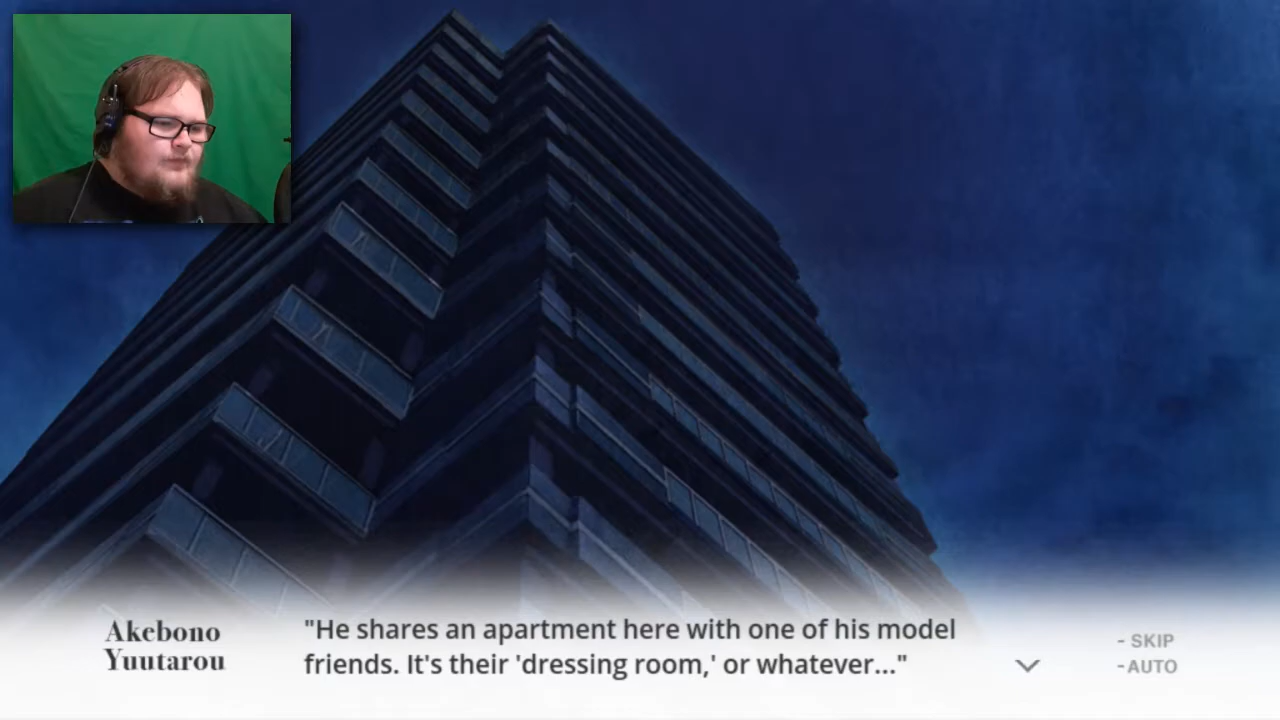 Akebono
Yuutarou
"He shares an apartment here with one of his model
friends. It's their 'dressing room,' or whatever..."
- SKIP
-AUTO